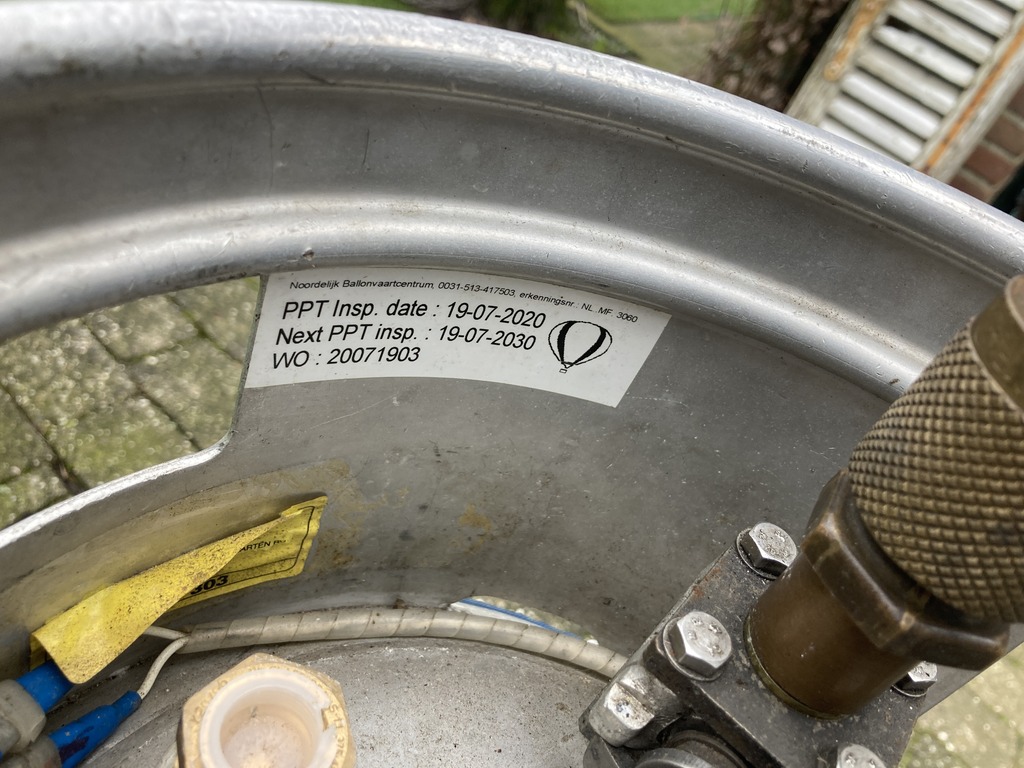 Noordelijk Ballonvaartcentrum, 0031-513-417503, erkenningsnr.: NL. MF. 3060
PPT Insp. date : 19-07-2020
Next PPT insp. : 19-07-2030
WO : 20071903
303